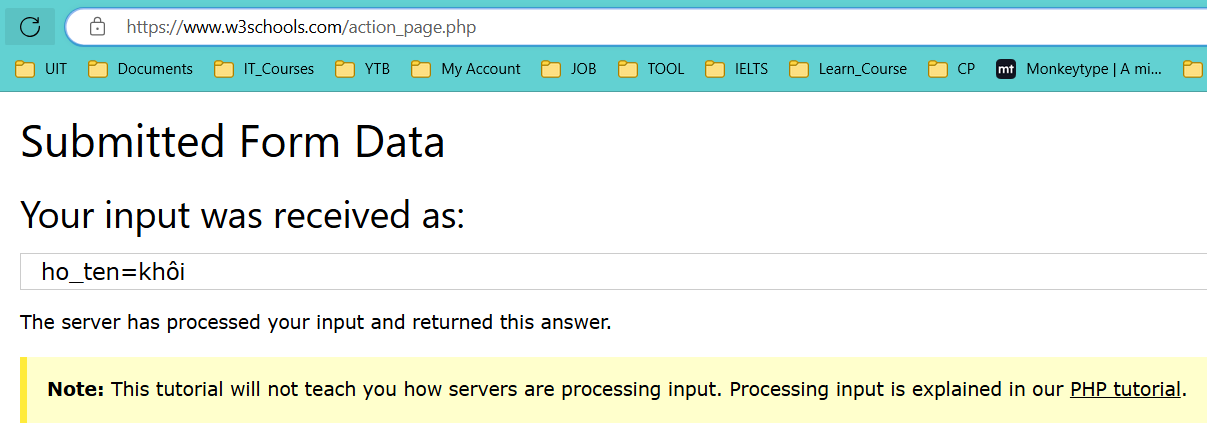 https://www.w3schools.com/action_page.php
UIT Documents IT_Courses YTB My Account JOB TOOL IELTS Learn_Course CP mt Monkeytype | A mi...
Submitted Form Data
Your input was received as:
ho_ten=khôi
The server has processed your input and returned this answer.
Note: This tutorial will not teach you how servers are processing input. Processing input is explained in our PHP tutorial.